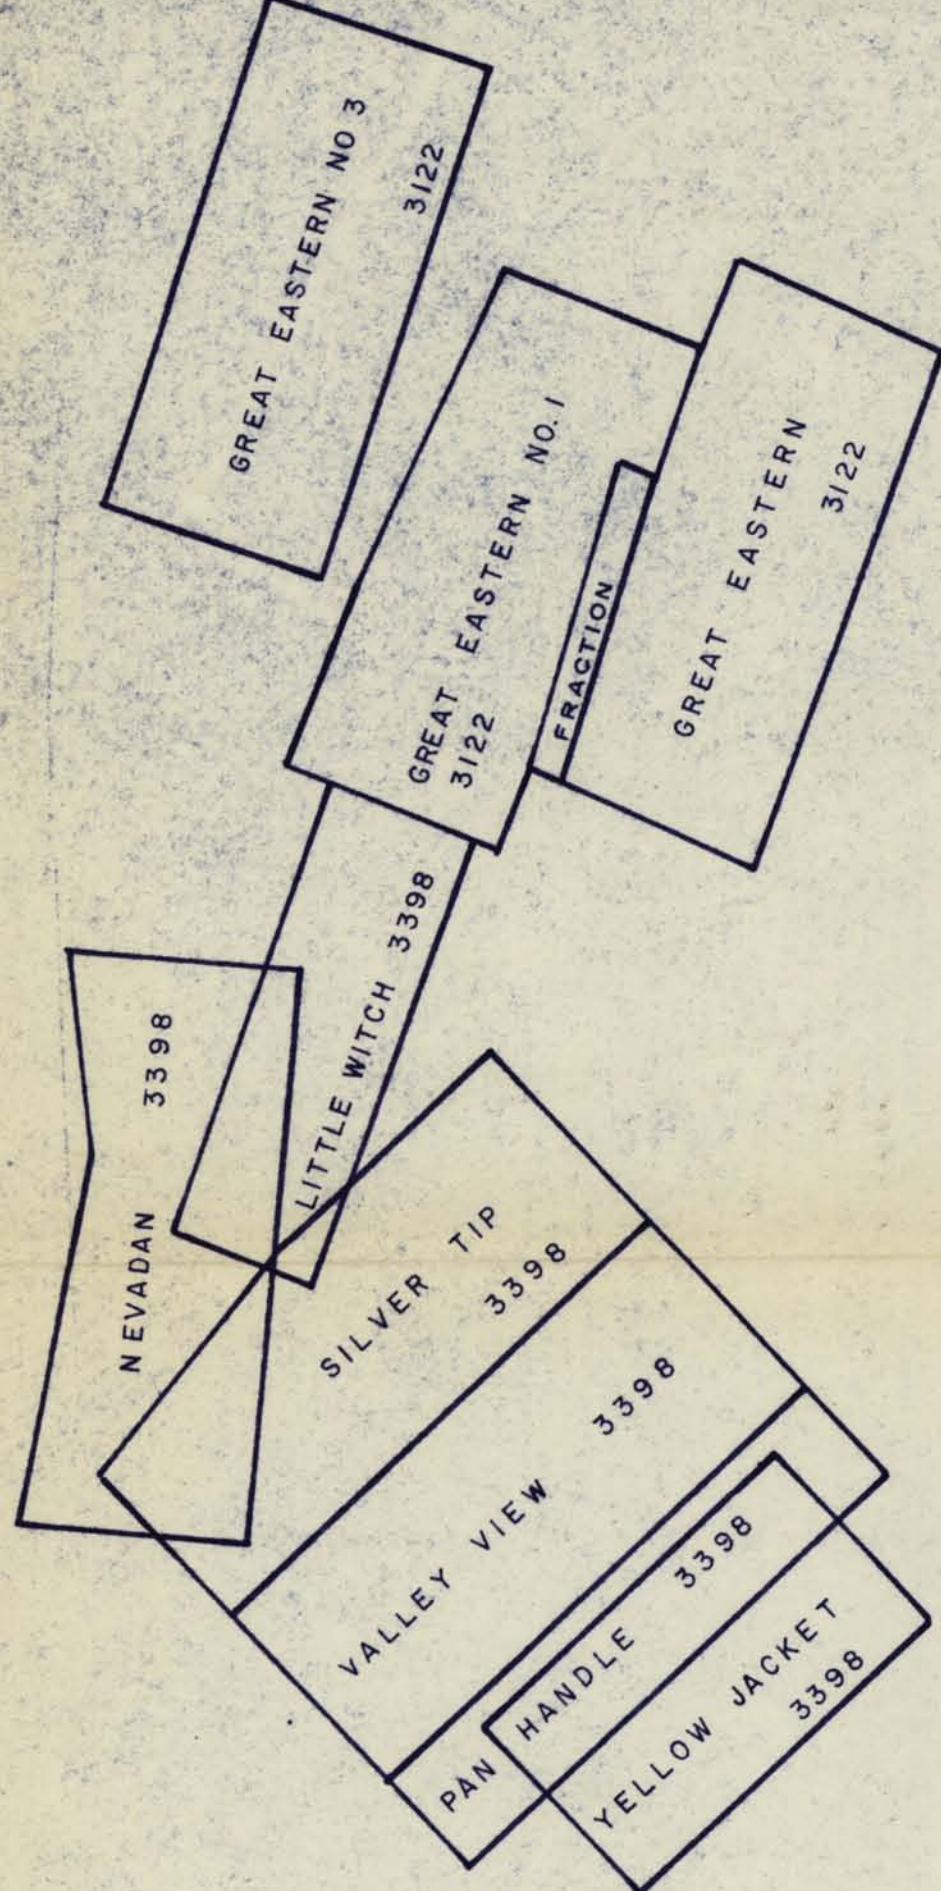 GREAT EASTERN NO 3
3122
GREAT EASTERN NO. 1
3122
FRACTION
GREAT EASTERN
3122
LITTLE WITCH 3398
NEVADAN 3398
SILVER TIP
3398
VALLEY VIEW 3398
PAN HANDLE 3398
YELLOW JACKET
3398